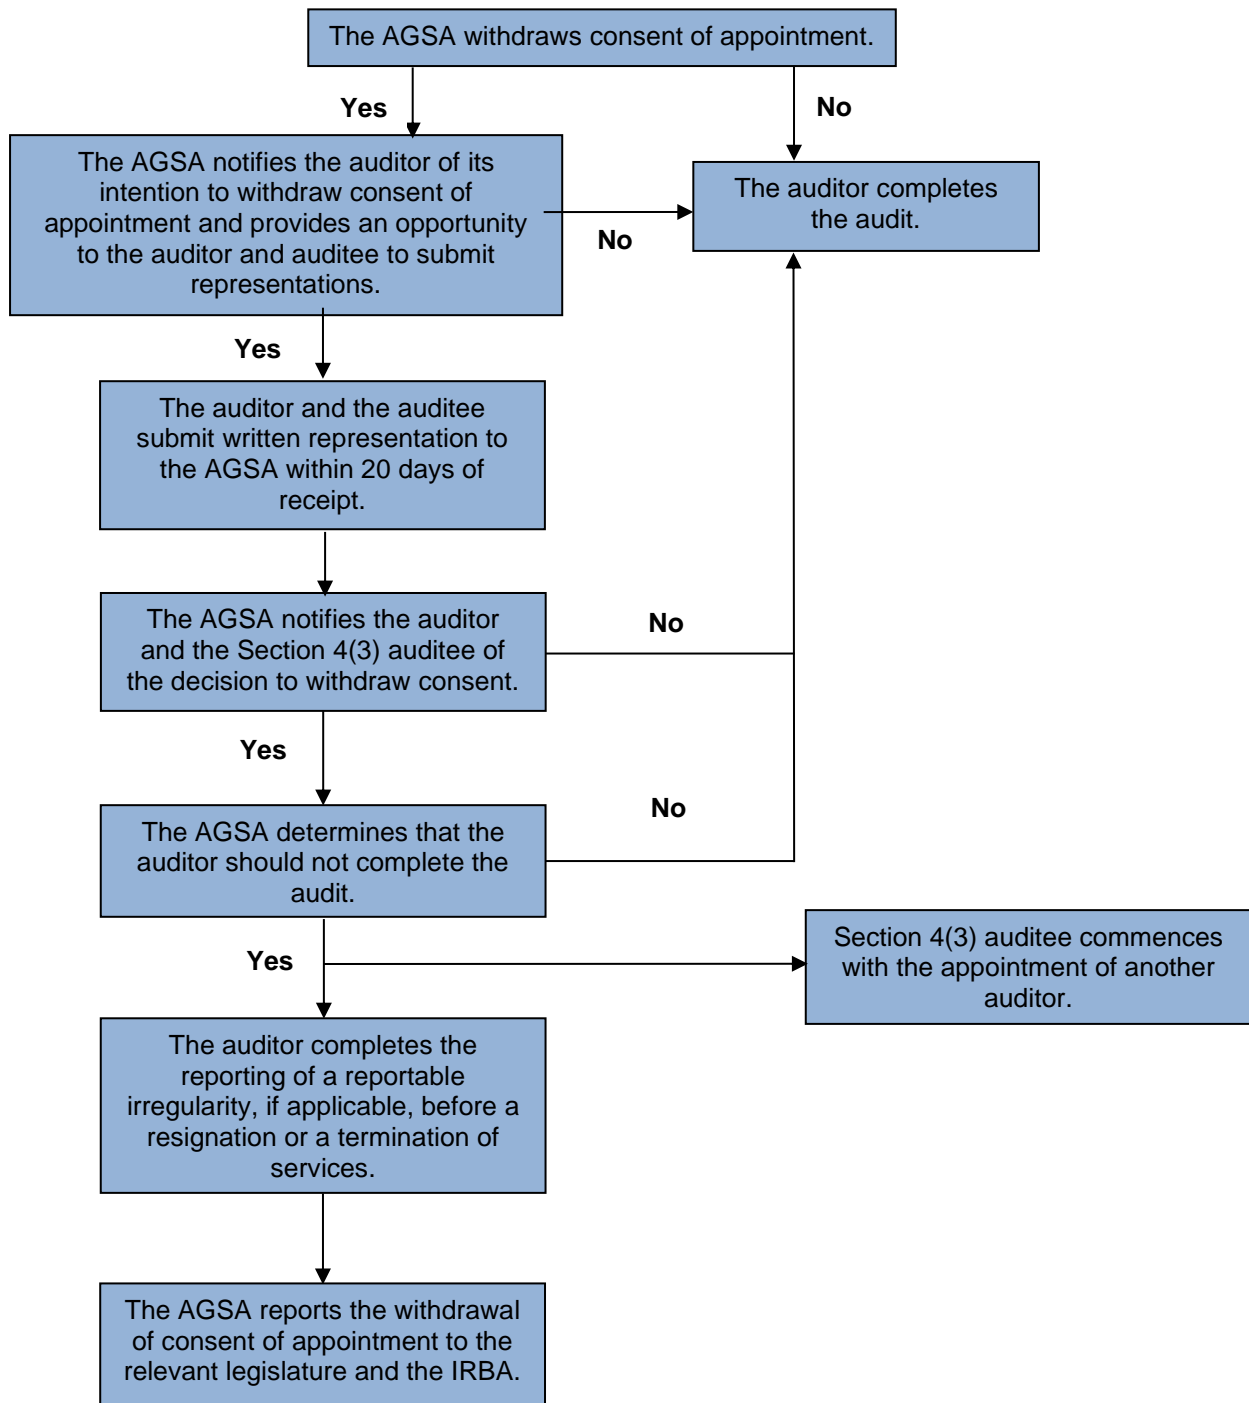 The AGSA withdraws consent of appointment.
Yes
No
The AGSA notifies the auditor of its
intention to withdraw consent of
appointment and provides an opportunity
to the auditor and auditee to submit
representations.
The auditor completes
the audit.
No
Yes
The auditor and the auditee
submit written representation to
the AGSA within 20 days of
receipt.
The AGSA notifies the auditor
and the Section 4(3) auditee of
the decision to withdraw consent.
No
Yes
The AGSA determines that the
auditor should not complete the
audit.
No
Yes
Section 4(3) auditee commences
with the appointment of another
auditor.
The auditor completes the
reporting of a reportable
irregularity, if applicable, before a
resignation or a termination of
services.
The AGSA reports the withdrawal
of consent of appointment to the
relevant legislature and the IRBA.